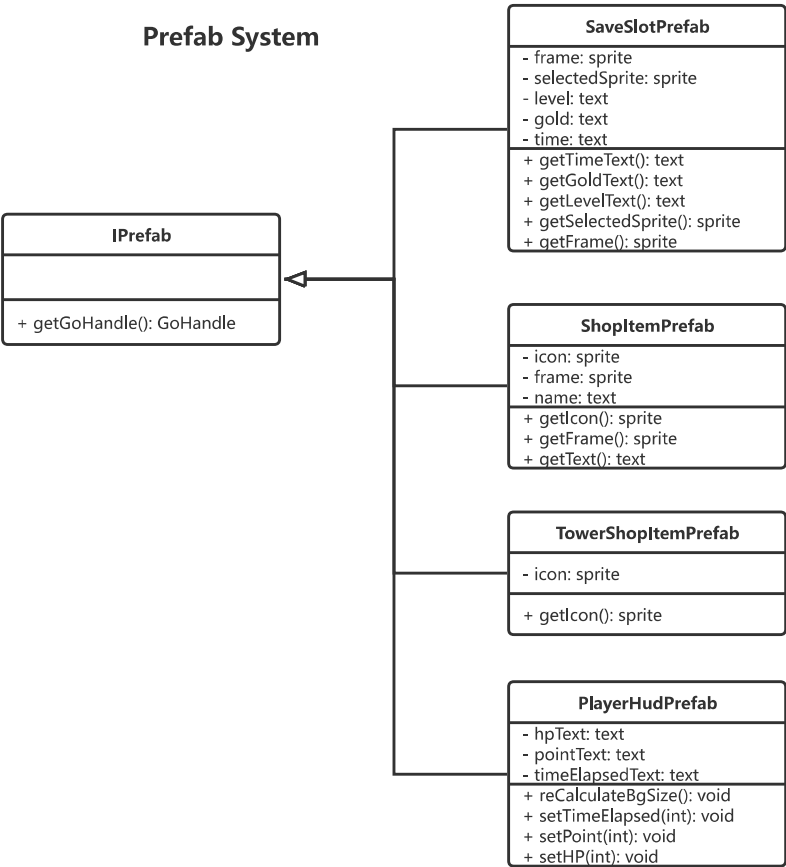 Prefab System
IPrefab
+ getGoHandle(): GoHandle
SaveSlotPrefab
- frame: sprite
- selectedSprite: sprite
- level: text
- gold: text
- time: text
+ getTimeText(): text
+ getGoldText(): text
+ getLevelText(): text
+ getSelectedSprite(): sprite
+ getFrame(): sprite
ShopItemPrefab
- icon: sprite
- frame: sprite
- name: text
+ getIcon(): sprite
+ getFrame(): sprite
+ getText(): text
TowerShopItemPrefab
- icon: sprite
+ getIcon(): sprite
PlayerHudPrefab
- hpText: text
- pointText: text
- timeElapsedText: text
+ reCalculateBgSize(): void
+ setTimeElapsed(int): void
+ setPoint(int): void
+ setHP(int): void